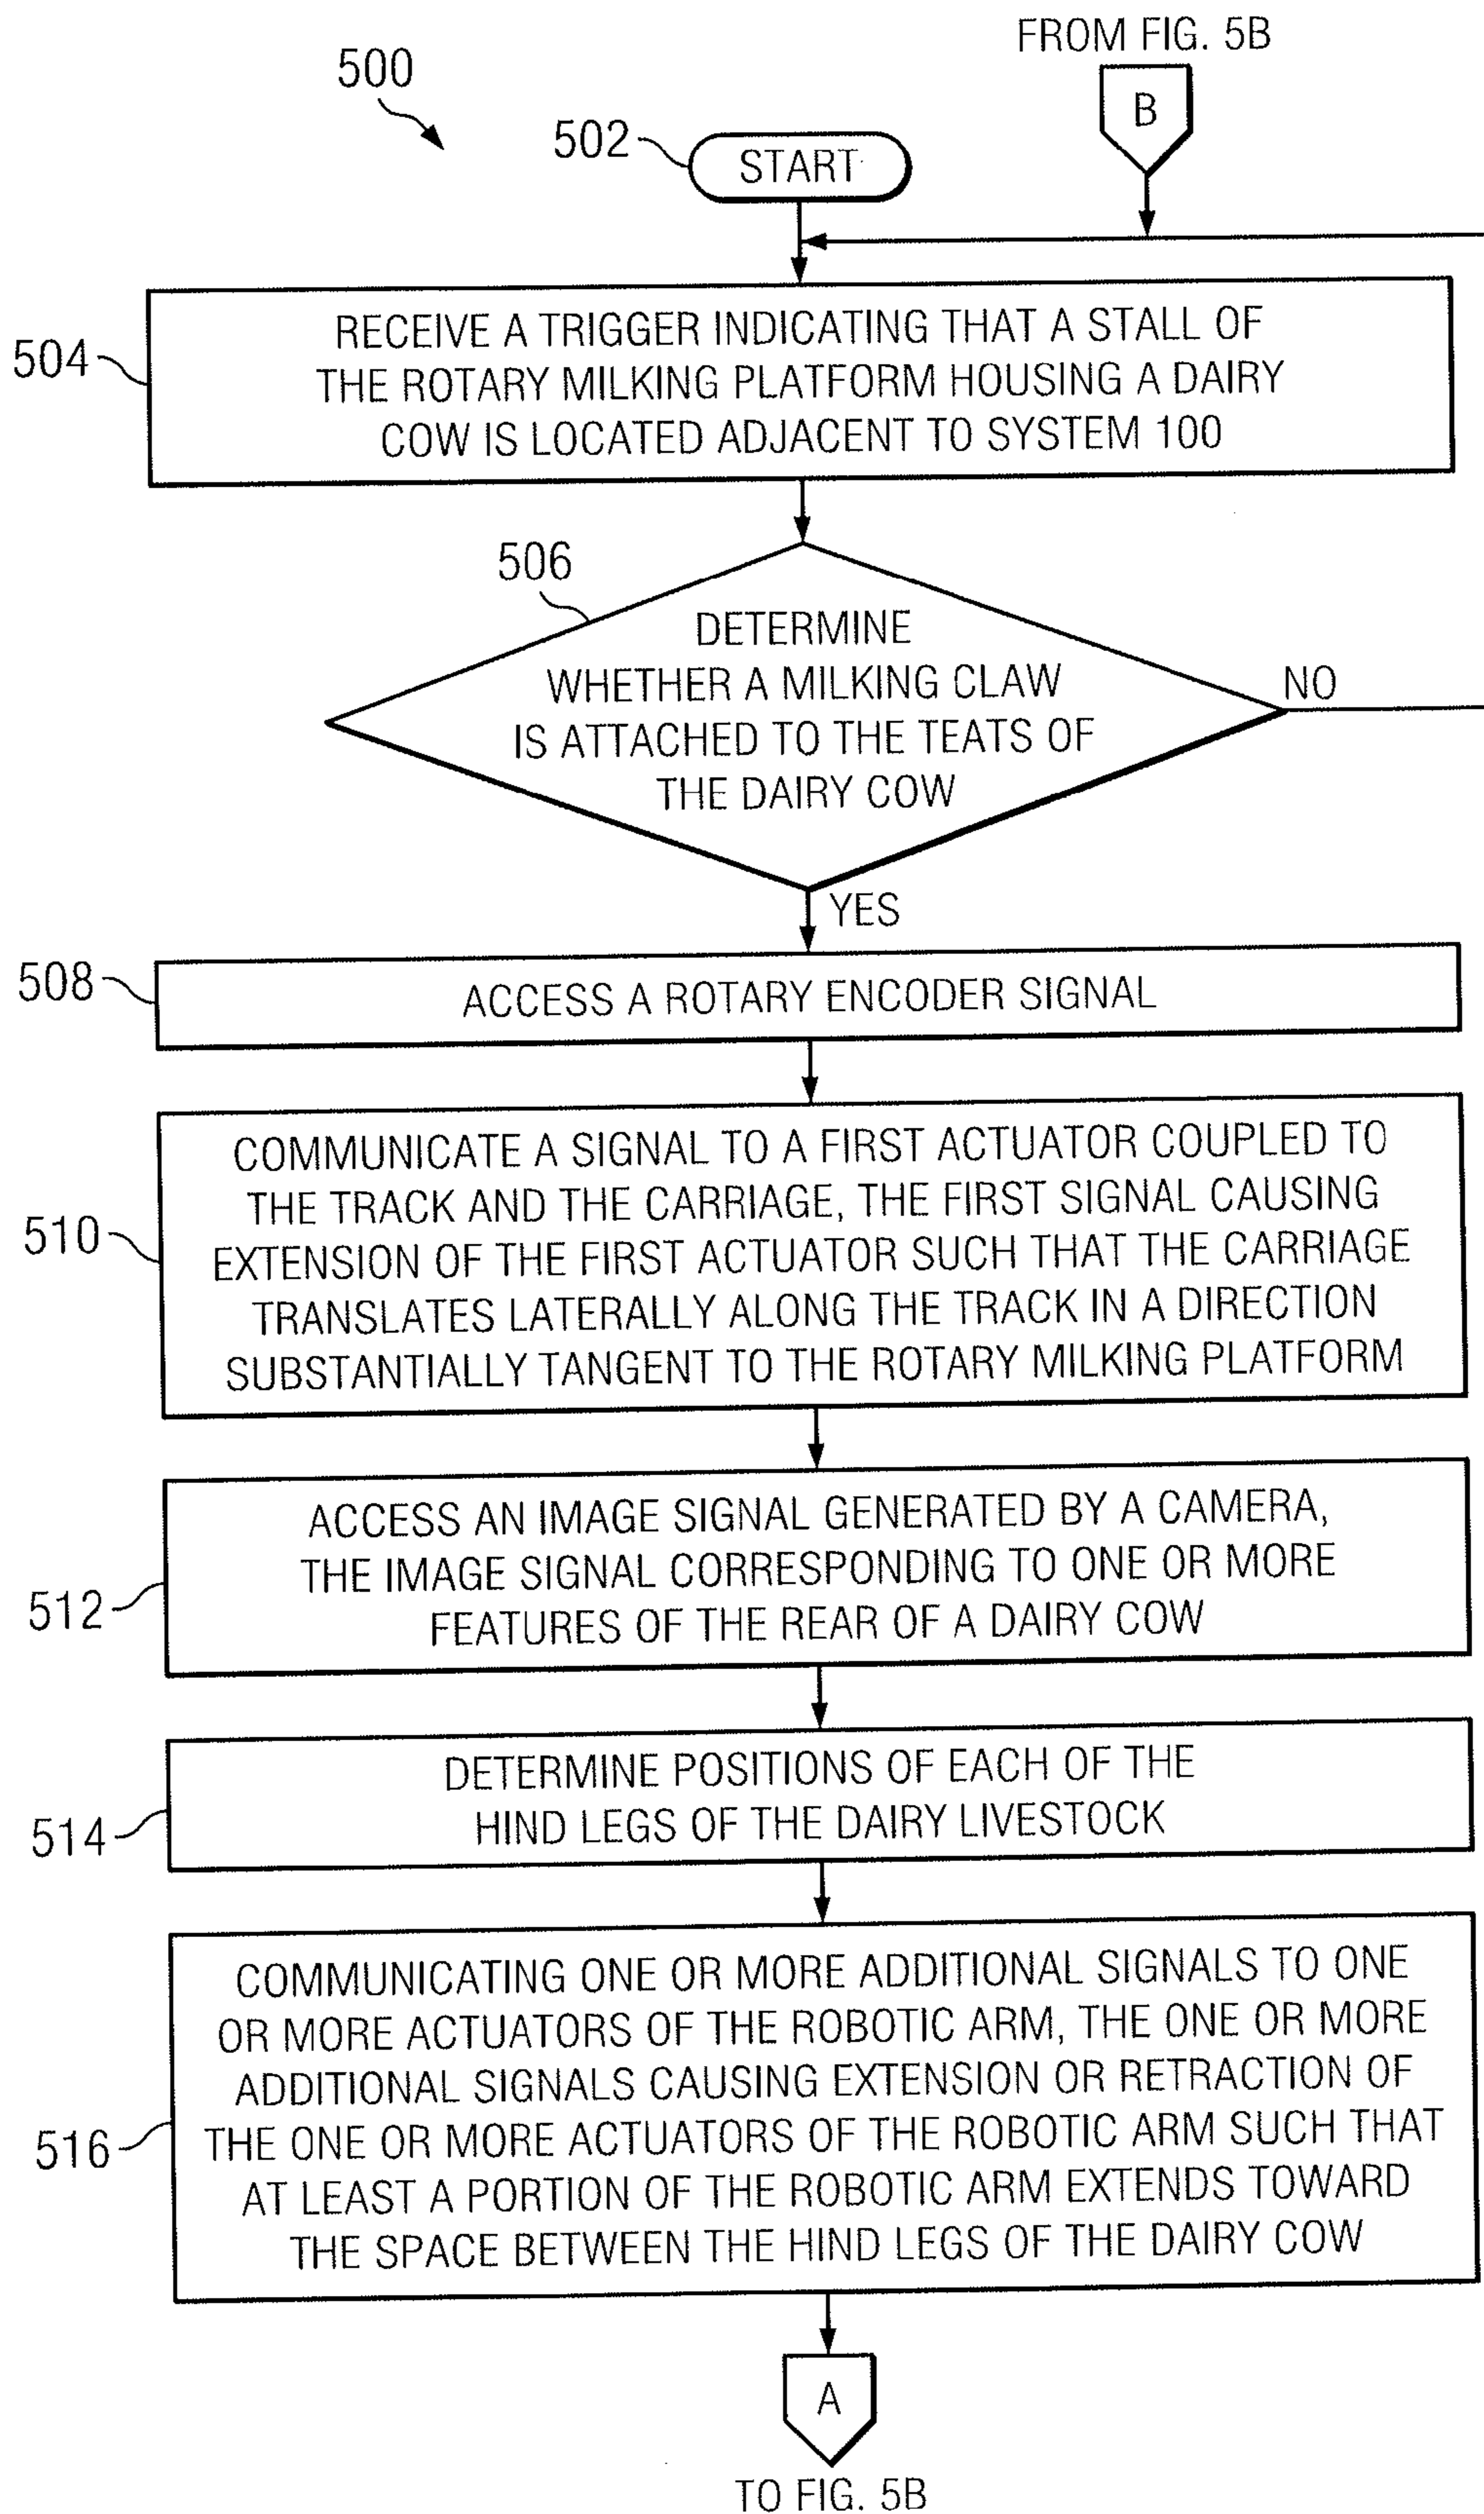 FROM FIG. 5B
500
B
502
START
504
RECEIVE A TRIGGER INDICATING THAT A STALL OF
THE ROTARY MILKING PLATFORM HOUSING A DAIRY
COW IS LOCATED ADJACENT TO SYSTEM 100
506
DETERMINE
WHETHER A MILKING CLAW
IS ATTACHED TO THE TEATS OF
THE DAIRY COW
NO
YES
508
ACCESS A ROTARY ENCODER SIGNAL
510
COMMUNICATE A SIGNAL TO A FIRST ACTUATOR COUPLED TO
THE TRACK AND THE CARRIAGE, THE FIRST SIGNAL CAUSING
EXTENSION OF THE FIRST ACTUATOR SUCH THAT THE CARRIAGE
TRANSLATES LATERALLY ALONG THE TRACK IN A DIRECTION
SUBSTANTIALLY TANGENT TO THE ROTARY MILKING PLATFORM
512
ACCESS AN IMAGE SIGNAL GENERATED BY A CAMERA,
THE IMAGE SIGNAL CORRESPONDING TO ONE OR MORE
FEATURES OF THE REAR OF A DAIRY COW
514
DETERMINE POSITIONS OF EACH OF THE
HIND LEGS OF THE DAIRY LIVESTOCK
516
COMMUNICATING ONE OR MORE ADDITIONAL SIGNALS TO ONE
OR MORE ACTUATORS OF THE ROBOTIC ARM, THE ONE OR MORE
ADDITIONAL SIGNALS CAUSING EXTENSION OR RETRACTION OF
THE ONE OR MORE ACTUATORS OF THE ROBOTIC ARM SUCH THAT
AT LEAST A PORTION OF THE ROBOTIC ARM EXTENDS TOWARD
THE SPACE BETWEEN THE HIND LEGS OF THE DAIRY COW
A
TO FIG. 5B